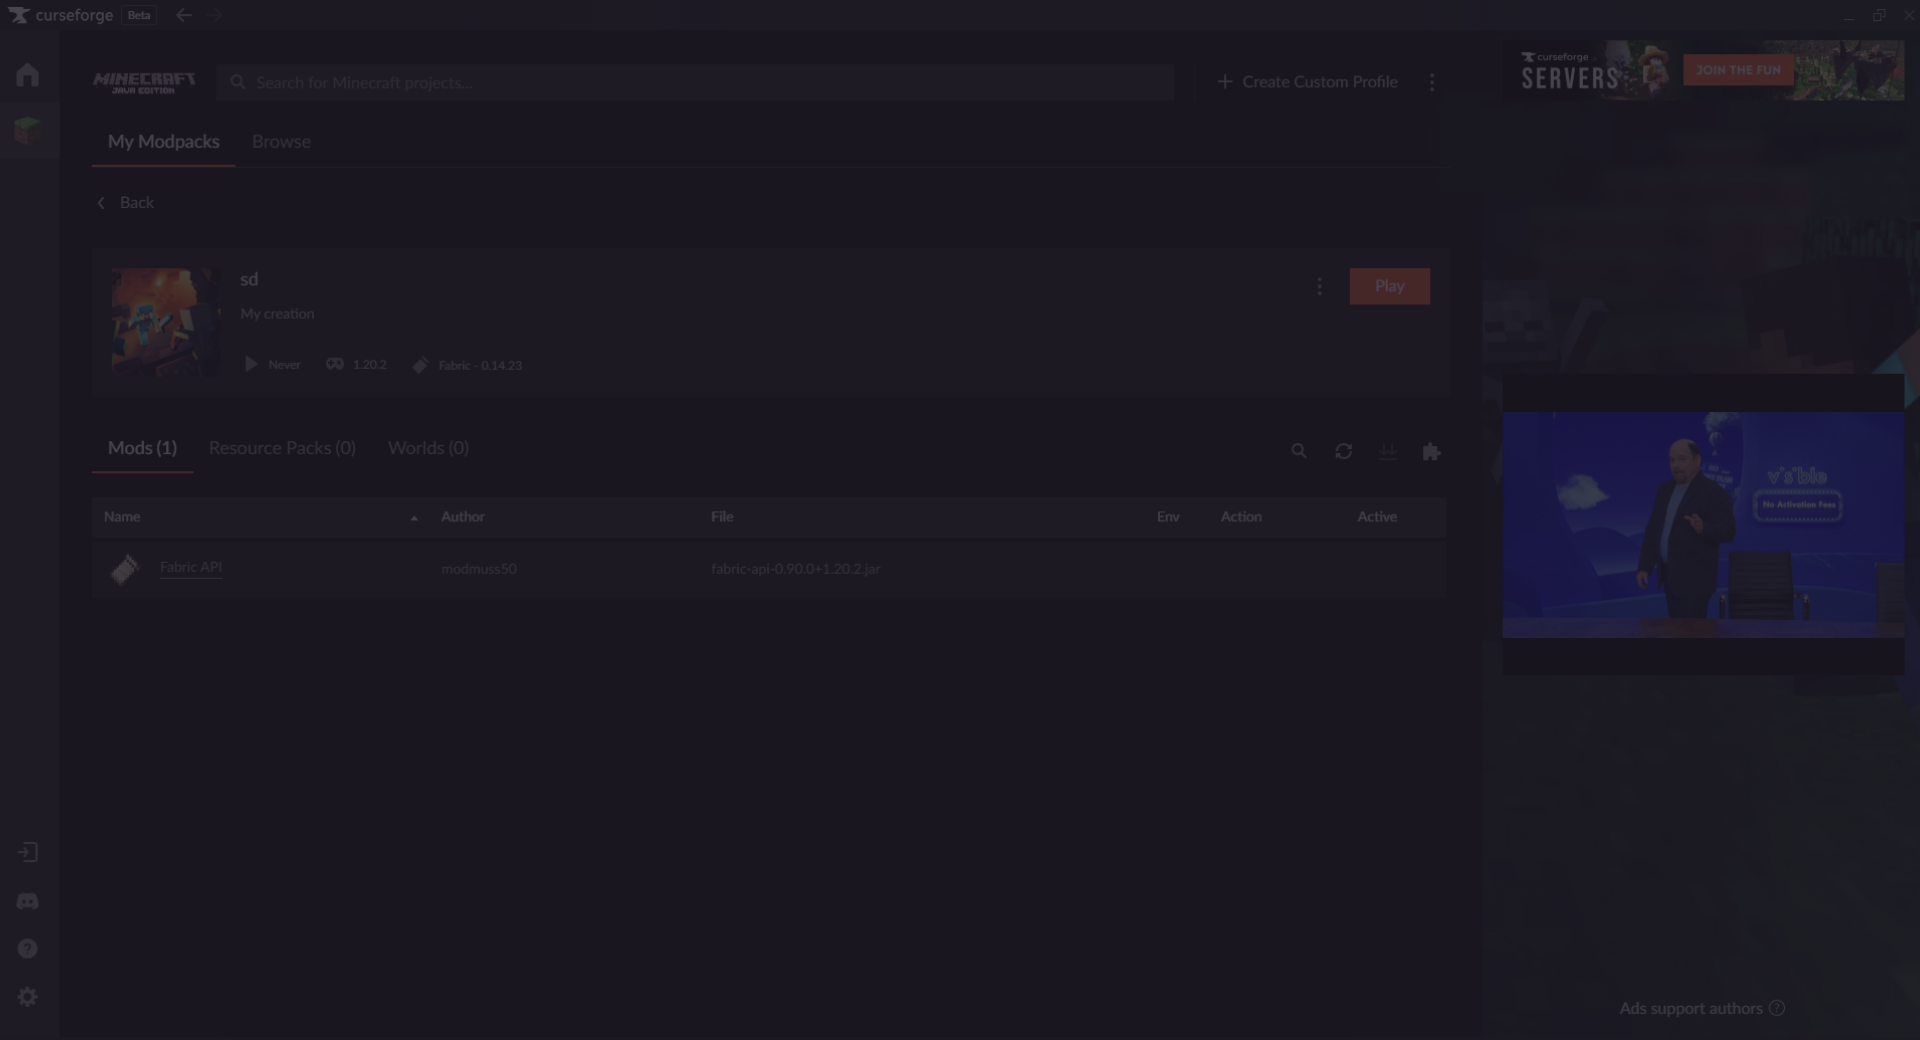 curseforge Beta
MINECRAFT
JAVA EDITION
Search for Minecraft projects...
Create Custom Profile
curseforge
SERVERS
JOIN THE FUN
My Modpacks Browse
Back
sd
Play
My creation
Never 1.20.2 Fabric - 0.14.23
Mods (1) Resource Packs (0) Worlds (0)
Name Author File Env Action Active
Fabric API modmuss50 fabric-api-0.90.0+1.20.2.jar
v's'ble
No Activation Fees
Ads support authors ?